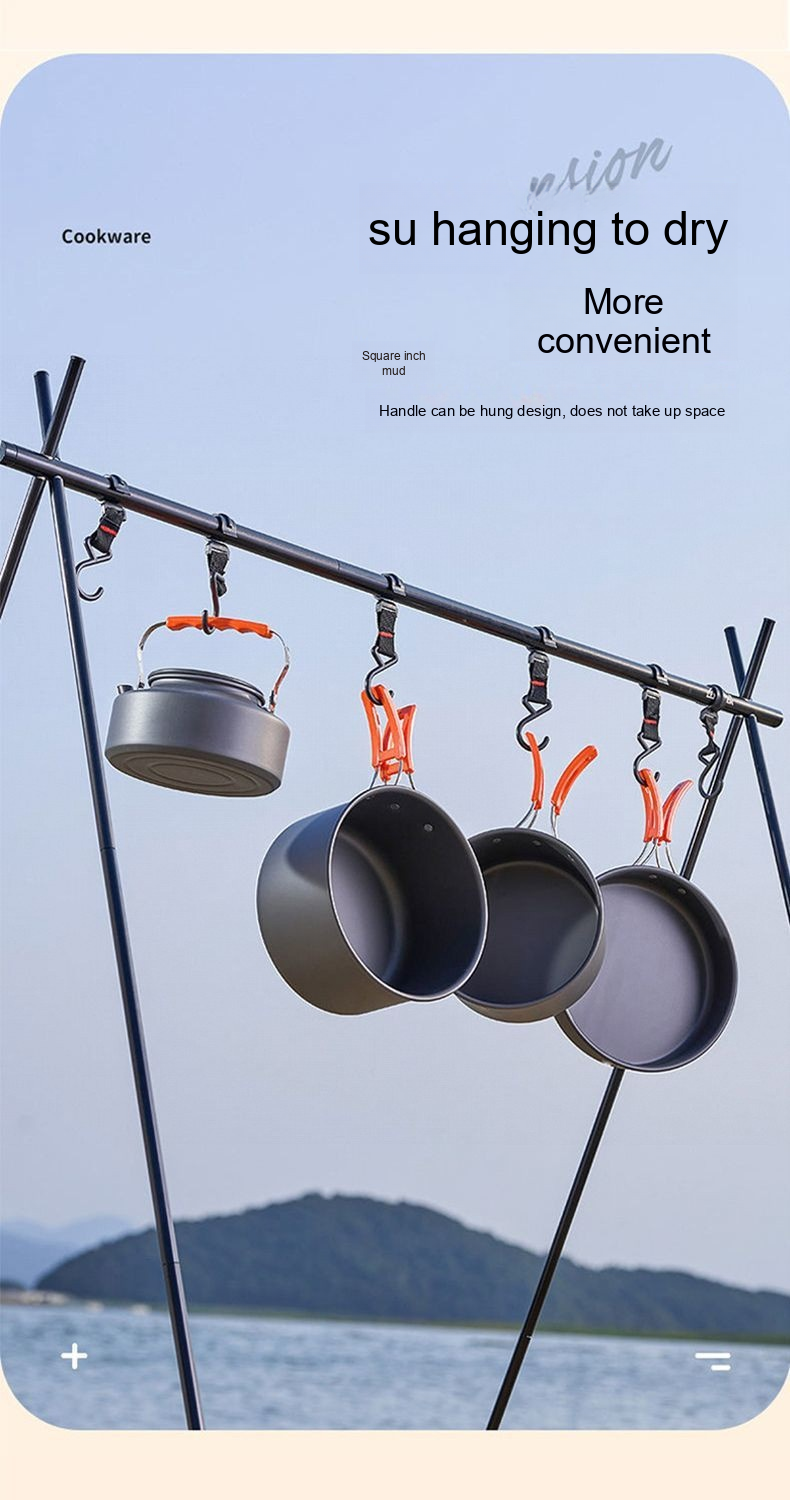 nsion
su hanging to dry
Cookware
More
convenient
Square inch
mud
Handle can be hung design, does not take up space